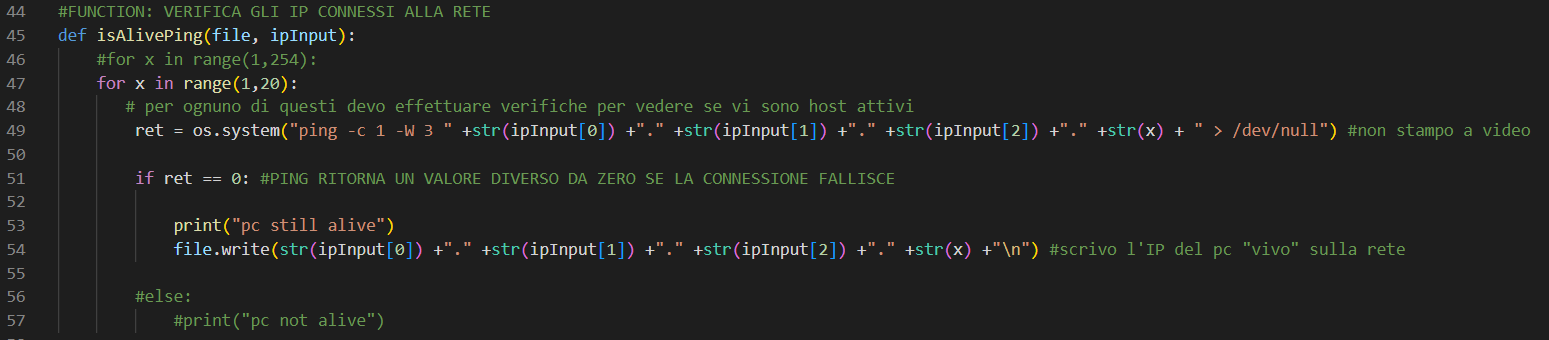 44 #FUNCTION: VERIFICA GLI IP CONNESSI ALLA RETE
45 def isAlivePing(file, ipInput):
46     #for x in range(1,254):
47     for x in range(1,20):
48        # per ognuno di questi devo effettuare verifiche per vedere se vi sono host attivi
49         ret = os.system("ping -c 1 -W 3 " +str(ipInput[0]) +"." +str(ipInput[1]) +"." +str(ipInput[2]) +"." +str(x) + " > /dev/null") #non stampo a video
50
51         if ret == 0: #PING RITORNA UN VALORE DIVERSO DA ZERO SE LA CONNESSIONE FALLISCE
52
53             print("pc still alive")
54             file.write(str(ipInput[0]) +"." +str(ipInput[1]) +"." +str(ipInput[2]) +"." +str(x) +"\n") #scrivo l'IP del pc "vivo" sulla rete
55
56         #else:
57             #print("pc not alive")